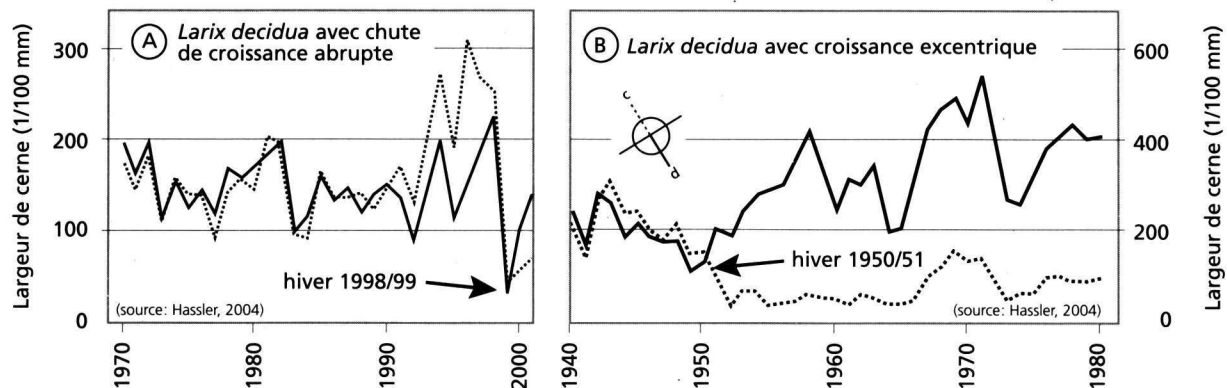 A Larix decidua avec chute
de croissance abrupte
Largeur de cerne (1/100 mm)
300
200
100
0
hiver 1998/99
(source: Hassler, 2004)
1970
1980
1990
2000
B Larix decidua avec croissance excentrique
c
d
hiver 1950/51
(source: Hassler, 2004)
600
400
200
0
Largeur de cerne (1/100 mm)
1940
1950
1960
1970
1980